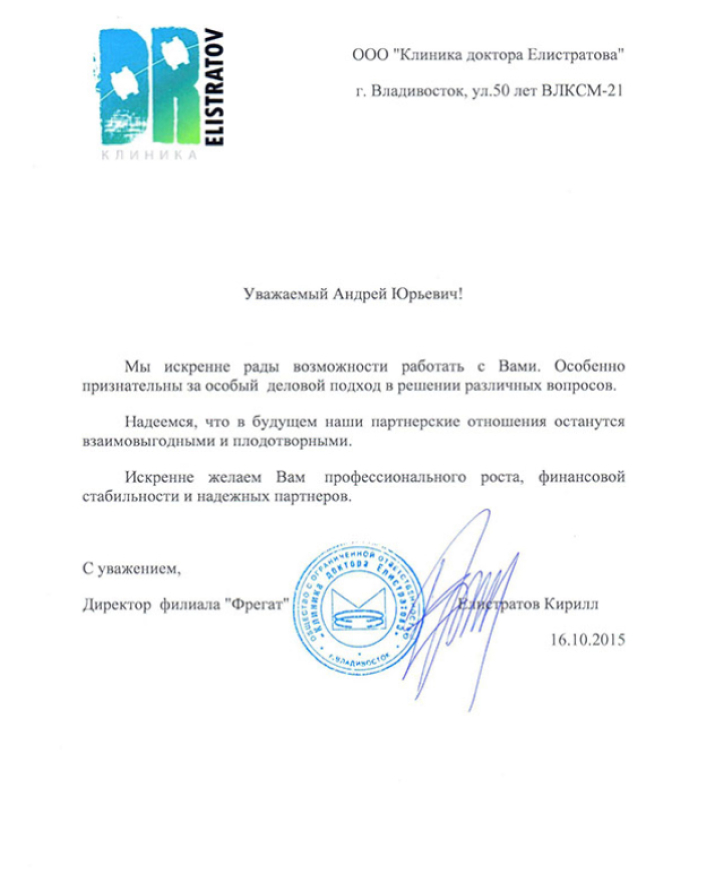 DR
ELISTRATOV
КЛИНИКА
ООО "Клиника доктора Елистратова"
г. Владивосток, ул.50 лет ВЛКСМ-21
Уважаемый Андрей Юрьевич!
Мы искренне рады возможности работать с Вами. Особенно
признательны за особый деловой подход в решении различных вопросов.
Надеемся, что в будущем наши партнерские отношения останутся
взаимовыгодными и плодотворными.
Искренне желаем Вам профессионального роста, финансовой
стабильности и надежных партнеров.
С уважением,
Директор филиала "Фрегат"
ОБЩЕСТВО С ОГРАНИЧЕННОЙ ОТВЕТСТВЕННОСТЬЮ
Клиника доктора Елистратова
г.ВЛАДИВОСТОК
Елистратов Кирилл
16.10.2015